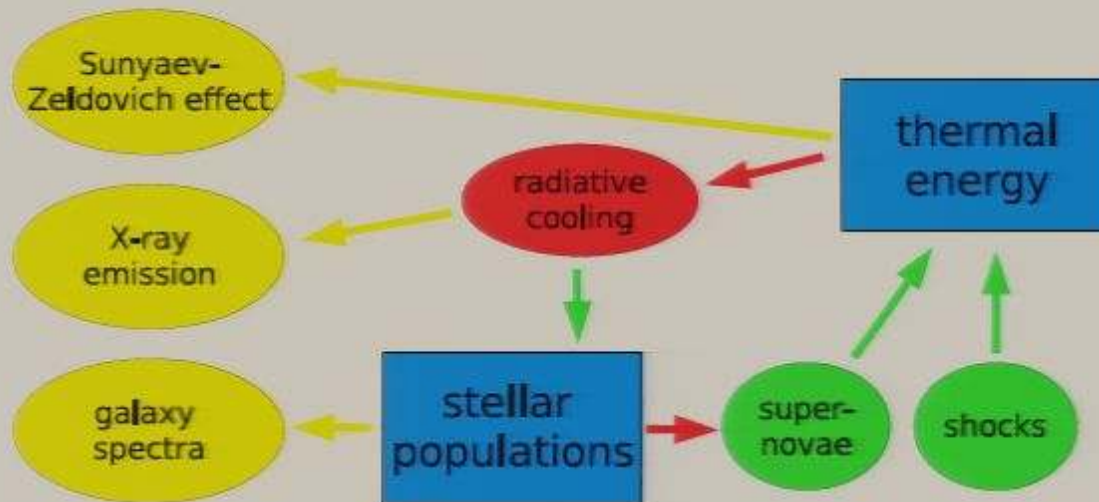 Sunyaev-
Zeldovich effect
thermal
energy
radiative
cooling
X-ray
emission
stellar
populations
galaxy
spectra
super-
novae
shocks